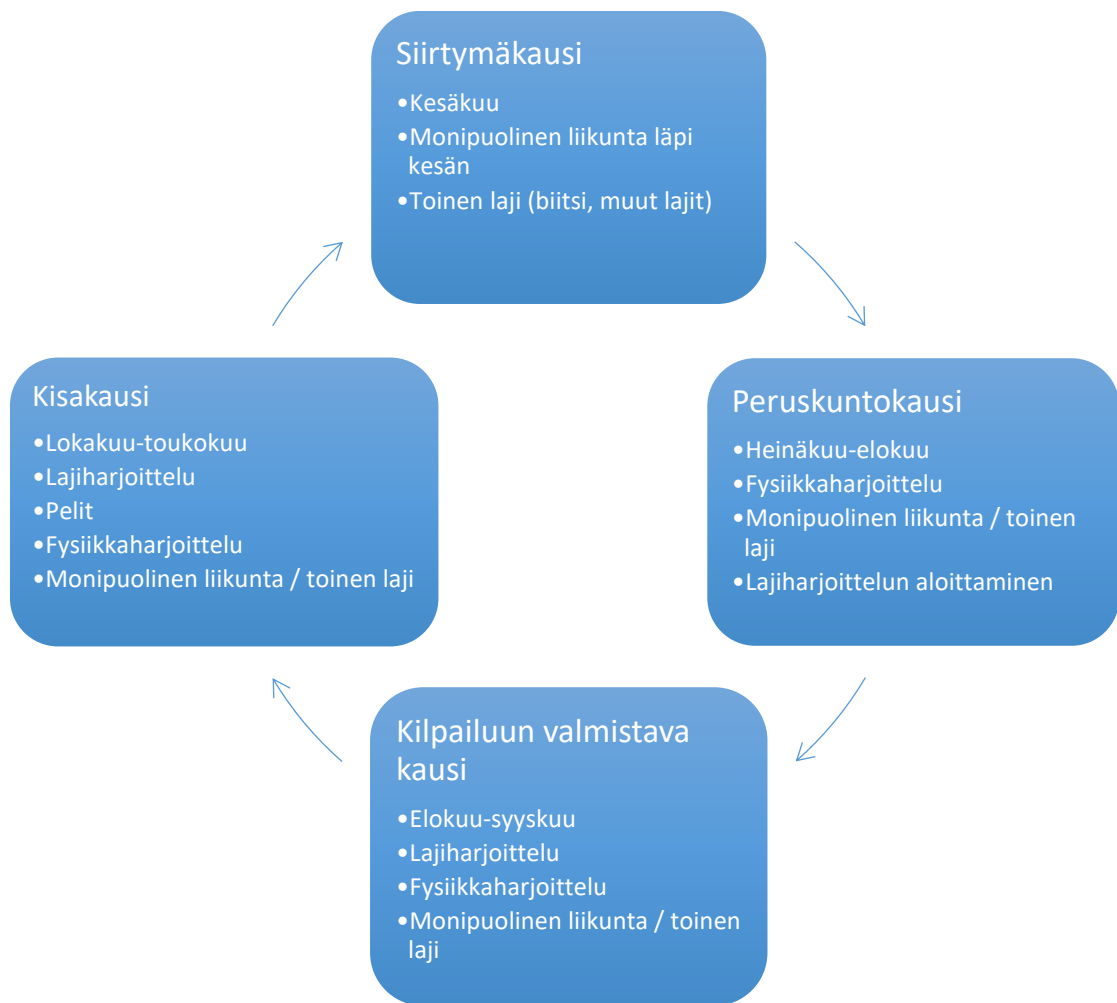 Siirtymäkausi
•Kesäkuu
•Monipuolinen liikunta läpi
kesän
•Toinen laji (biitsi, muut lajit)
Peruskuntokausi
•Heinäkuu-elokuu
•Fysiikkaharjoittelu
•Monipuolinen liikunta / toinen
laji
•Lajiharjoittelun aloittaminen
Kilpailuun valmistava
kausi
•Elokuu-syyskuu
•Lajiharjoittelu
•Fysiikkaharjoittelu
•Monipuolinen liikunta / toinen
laji
Kisakausi
•Lokakuu-toukokuu
•Lajiharjoittelu
•Pelit
•Fysiikkaharjoittelu
•Monipuolinen liikunta / toinen laji